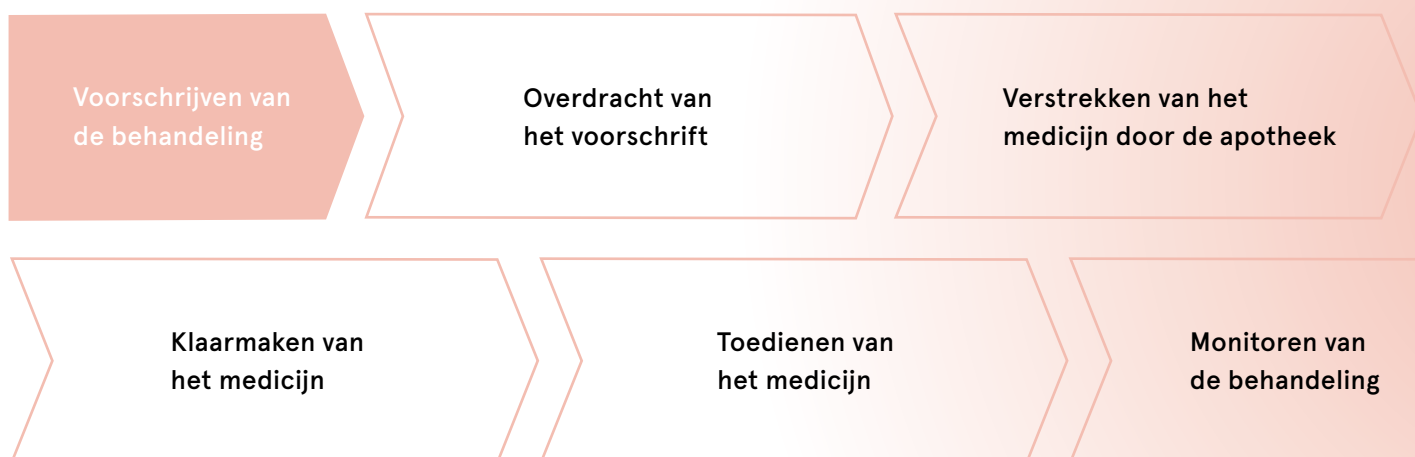 Voorschrijven van
de behandeling
Overdracht van
het voorschrift
Verstrekken van het
medicijn door de apotheek
Klaarmaken van
het medicijn
Toedienen van
het medicijn
Monitoren van
de behandeling